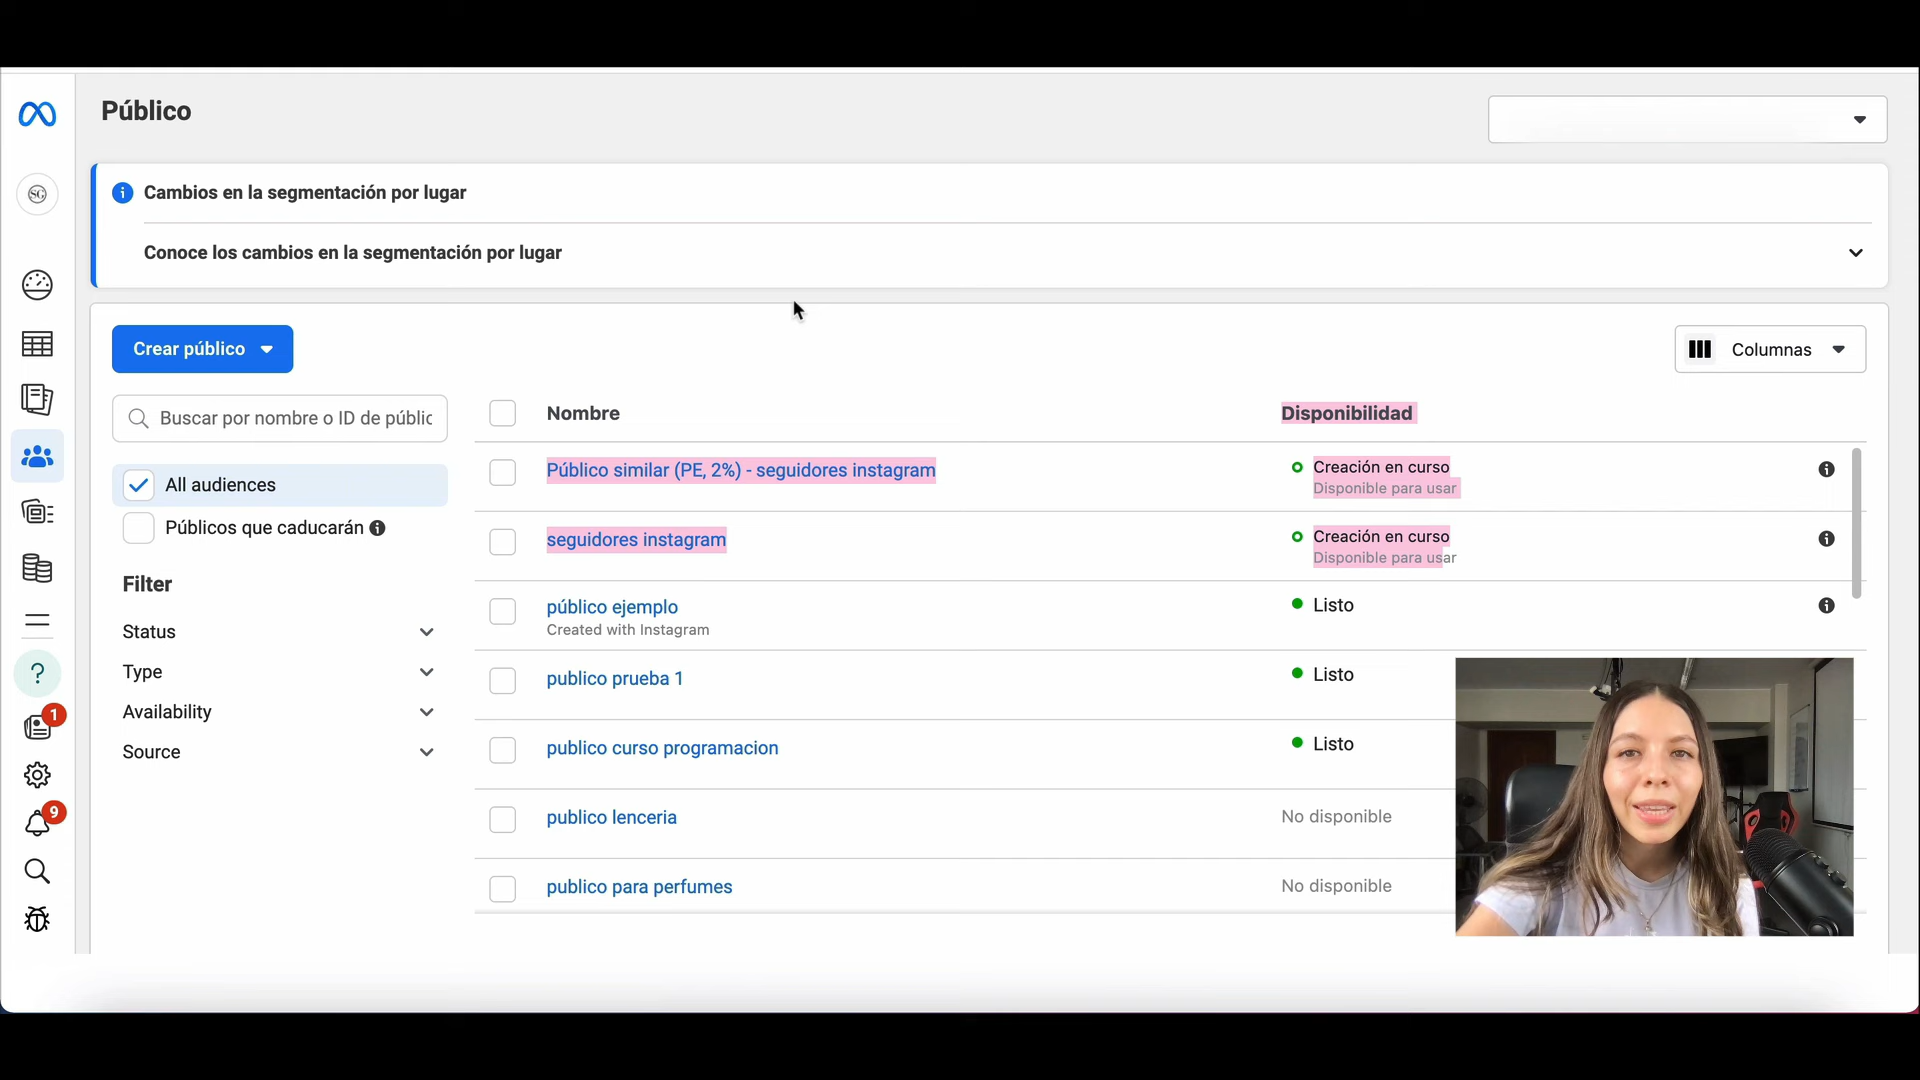 Público
Cambios en la segmentación por lugar
Conoce los cambios en la segmentación por lugar
SG
Crear público
Columnas
Buscar por nombre o ID de públic
All audiences
Públicos que caducarán
Filter
Status
Type
Availability
Source
?
1
9
Nombre
Disponibilidad
Público similar (PE, 2%) - seguidores instagram
Creación en curso
Disponible para usar
seguidores instagram
Creación en curso
Disponible para usar
público ejemplo
Created with Instagram
Listo
publico prueba 1
Listo
publico curso programacion
Listo
publico lenceria
No disponible
publico para perfumes
No disponible